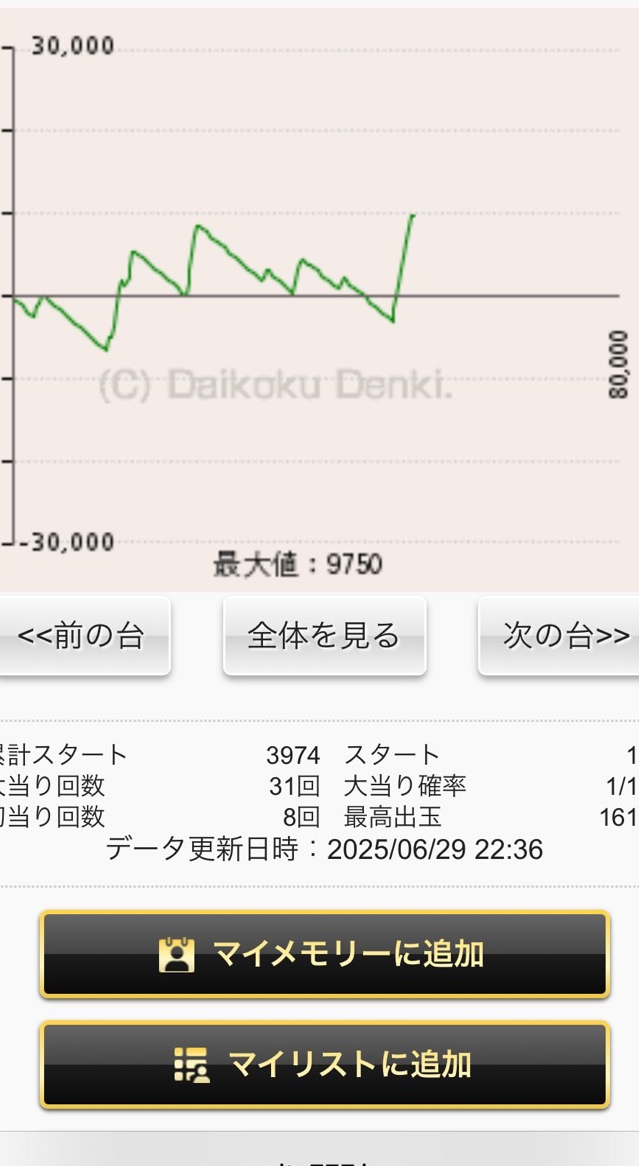 30,000
80,000
(C) Daikoku Denki.
-30,000
最大値：9750
<<前の台 全体を見る 次の台>>
計スタート 3974 スタート 1
当り回数 31回 大当り確率 1/1
当り回数 8回 最高出玉 161
データ更新日時：2025/06/29 22:36
マイメモリーに追加
マイリストに追加